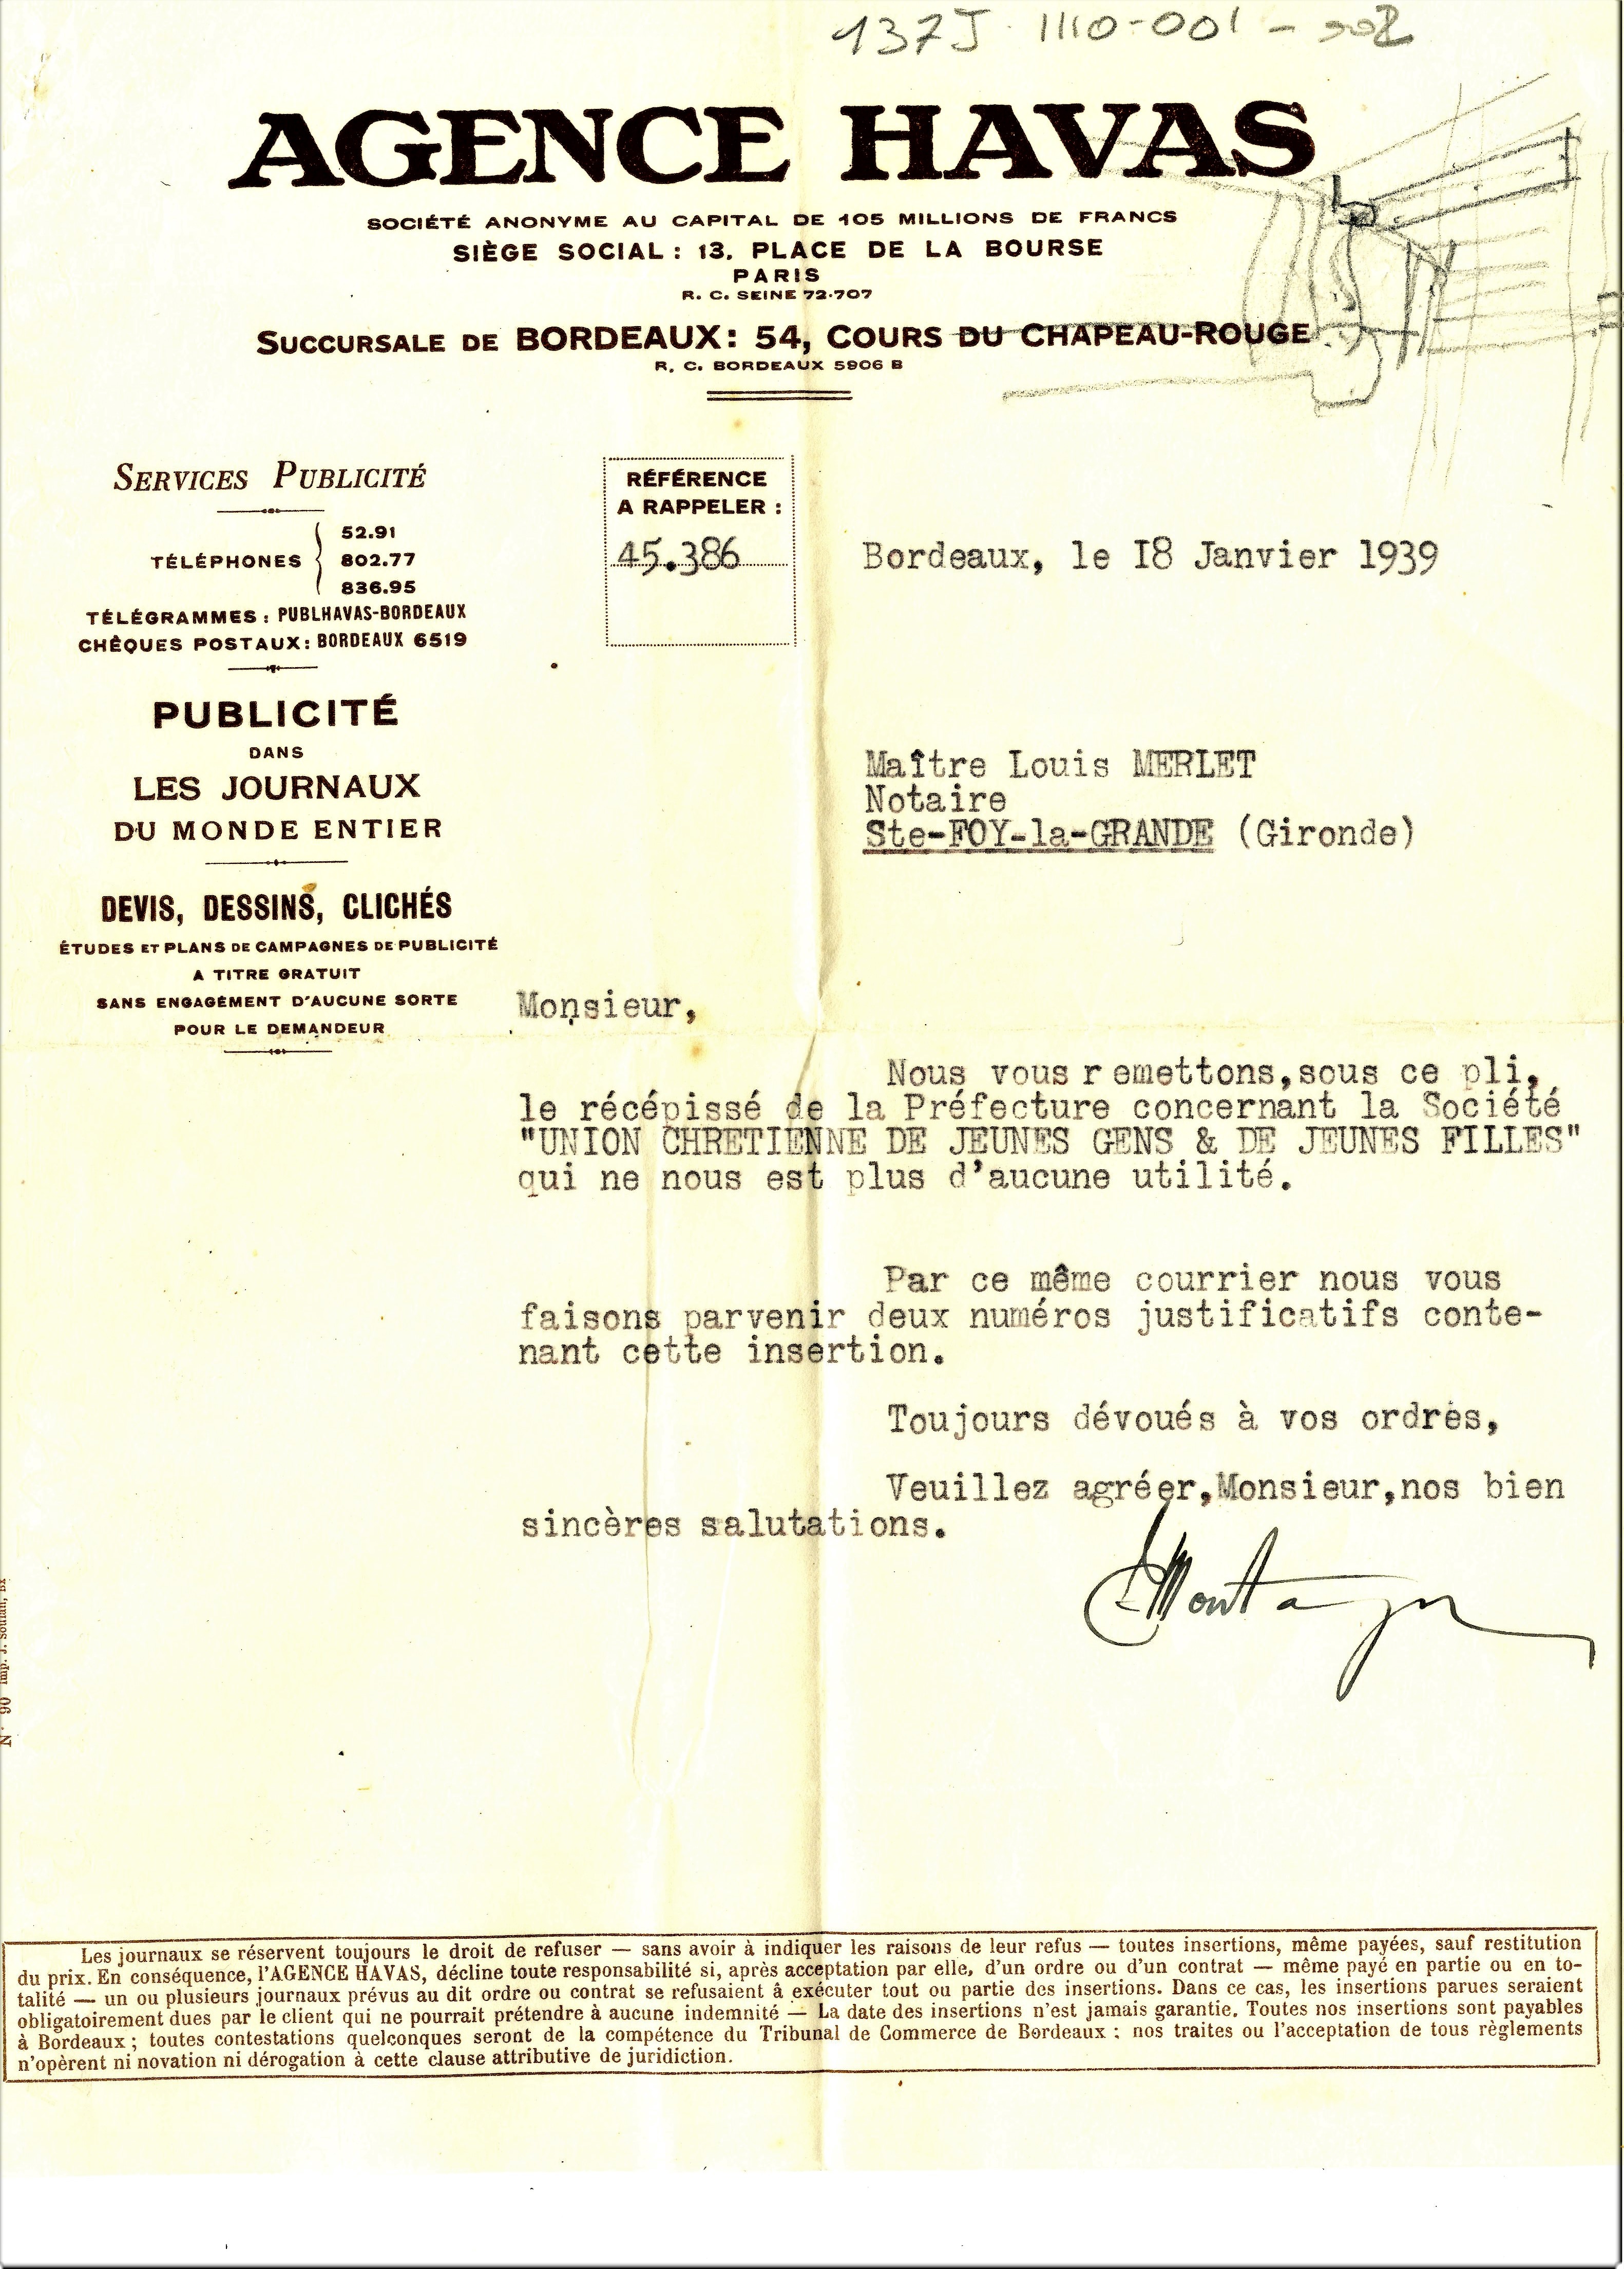 137J 1110-001 - 002
AGENCE HAVAS
SOCIÉTÉ ANONYME AU CAPITAL DE 105 MILLIONS DE FRANCS
SIÈGE SOCIAL : 13, PLACE DE LA BOURSE
PARIS
R. C. SEINE 72.707
SUCCURSALE DE BORDEAUX: 54, COURS DU CHAPEAU-ROUGE
R. C. BORDEAUX 5906 B
SERVICES PUBLICITÉ
52.91
TÉLÉPHONES 802.77
836.95
TÉLÉGRAMMES : PUBLHAVAS-BORDEAUX
CHÈQUES POSTAUX: BORDEAUX 6519
PUBLICITÉ
DANS
LES JOURNAUX
DU MONDE ENTIER
DEVIS, DESSINS, CLICHÉS
ÉTUDES ET PLANS DE CAMPAGNES DE PUBLICITÉ
A TITRE GRATUIT
SANS ENGAGEMENT D'AUCUNE SORTE
POUR LE DEMANDEUR
RÉFÉRENCE
A RAPPELER :
45.386
Bordeaux, le I8 Janvier 1939
Maître Louis MERLET
Notaire
Ste-FOY-la-GRANDE (Gironde)
Monsieur,
Nous vous r emettons,sous ce pli,
le récépissé de la Préfecture concernant la Société
"UNION CHRETIENNE DE JEUNES GENS & DE JEUNES FILLES"
qui ne nous est plus d'aucune utilité.
Par ce même courrier nous vous
faisons parvenir deux numéros justificatifs conte-
nant cette insertion.
Toujours dévoués à vos ordres,
Veuillez agréer,Monsieur,nos bien
sincères salutations.
N° 90 Imp. J.
Les journaux se réservent toujours le droit de refuser — sans avoir à indiquer les raisons de leur refus — toutes insertions, même payées, sauf restitution
du prix. En conséquence, l'AGENCE HAVAS, décline toute responsabilité si, après acceptation par elle, d'un ordre ou d'un contrat — même payé en partie ou en to-
talité — un ou plusieurs journaux prévus au dit ordre ou contrat se refusaient à exécuter tout ou partie des insertions. Dans ce cas, les insertions parues seraient
obligatoirement dues par le client qui ne pourrait prétendre à aucune indemnité — La date des insertions n'est jamais garantie. Toutes nos insertions sont payables
à Bordeaux ; toutes contestations quelconques seront de la compétence du Tribunal de Commerce de Bordeaux ; nos traites ou l'acceptation de tous règlements
n'opèrent ni novation ni dérogation à cette clause attributive de juridiction.